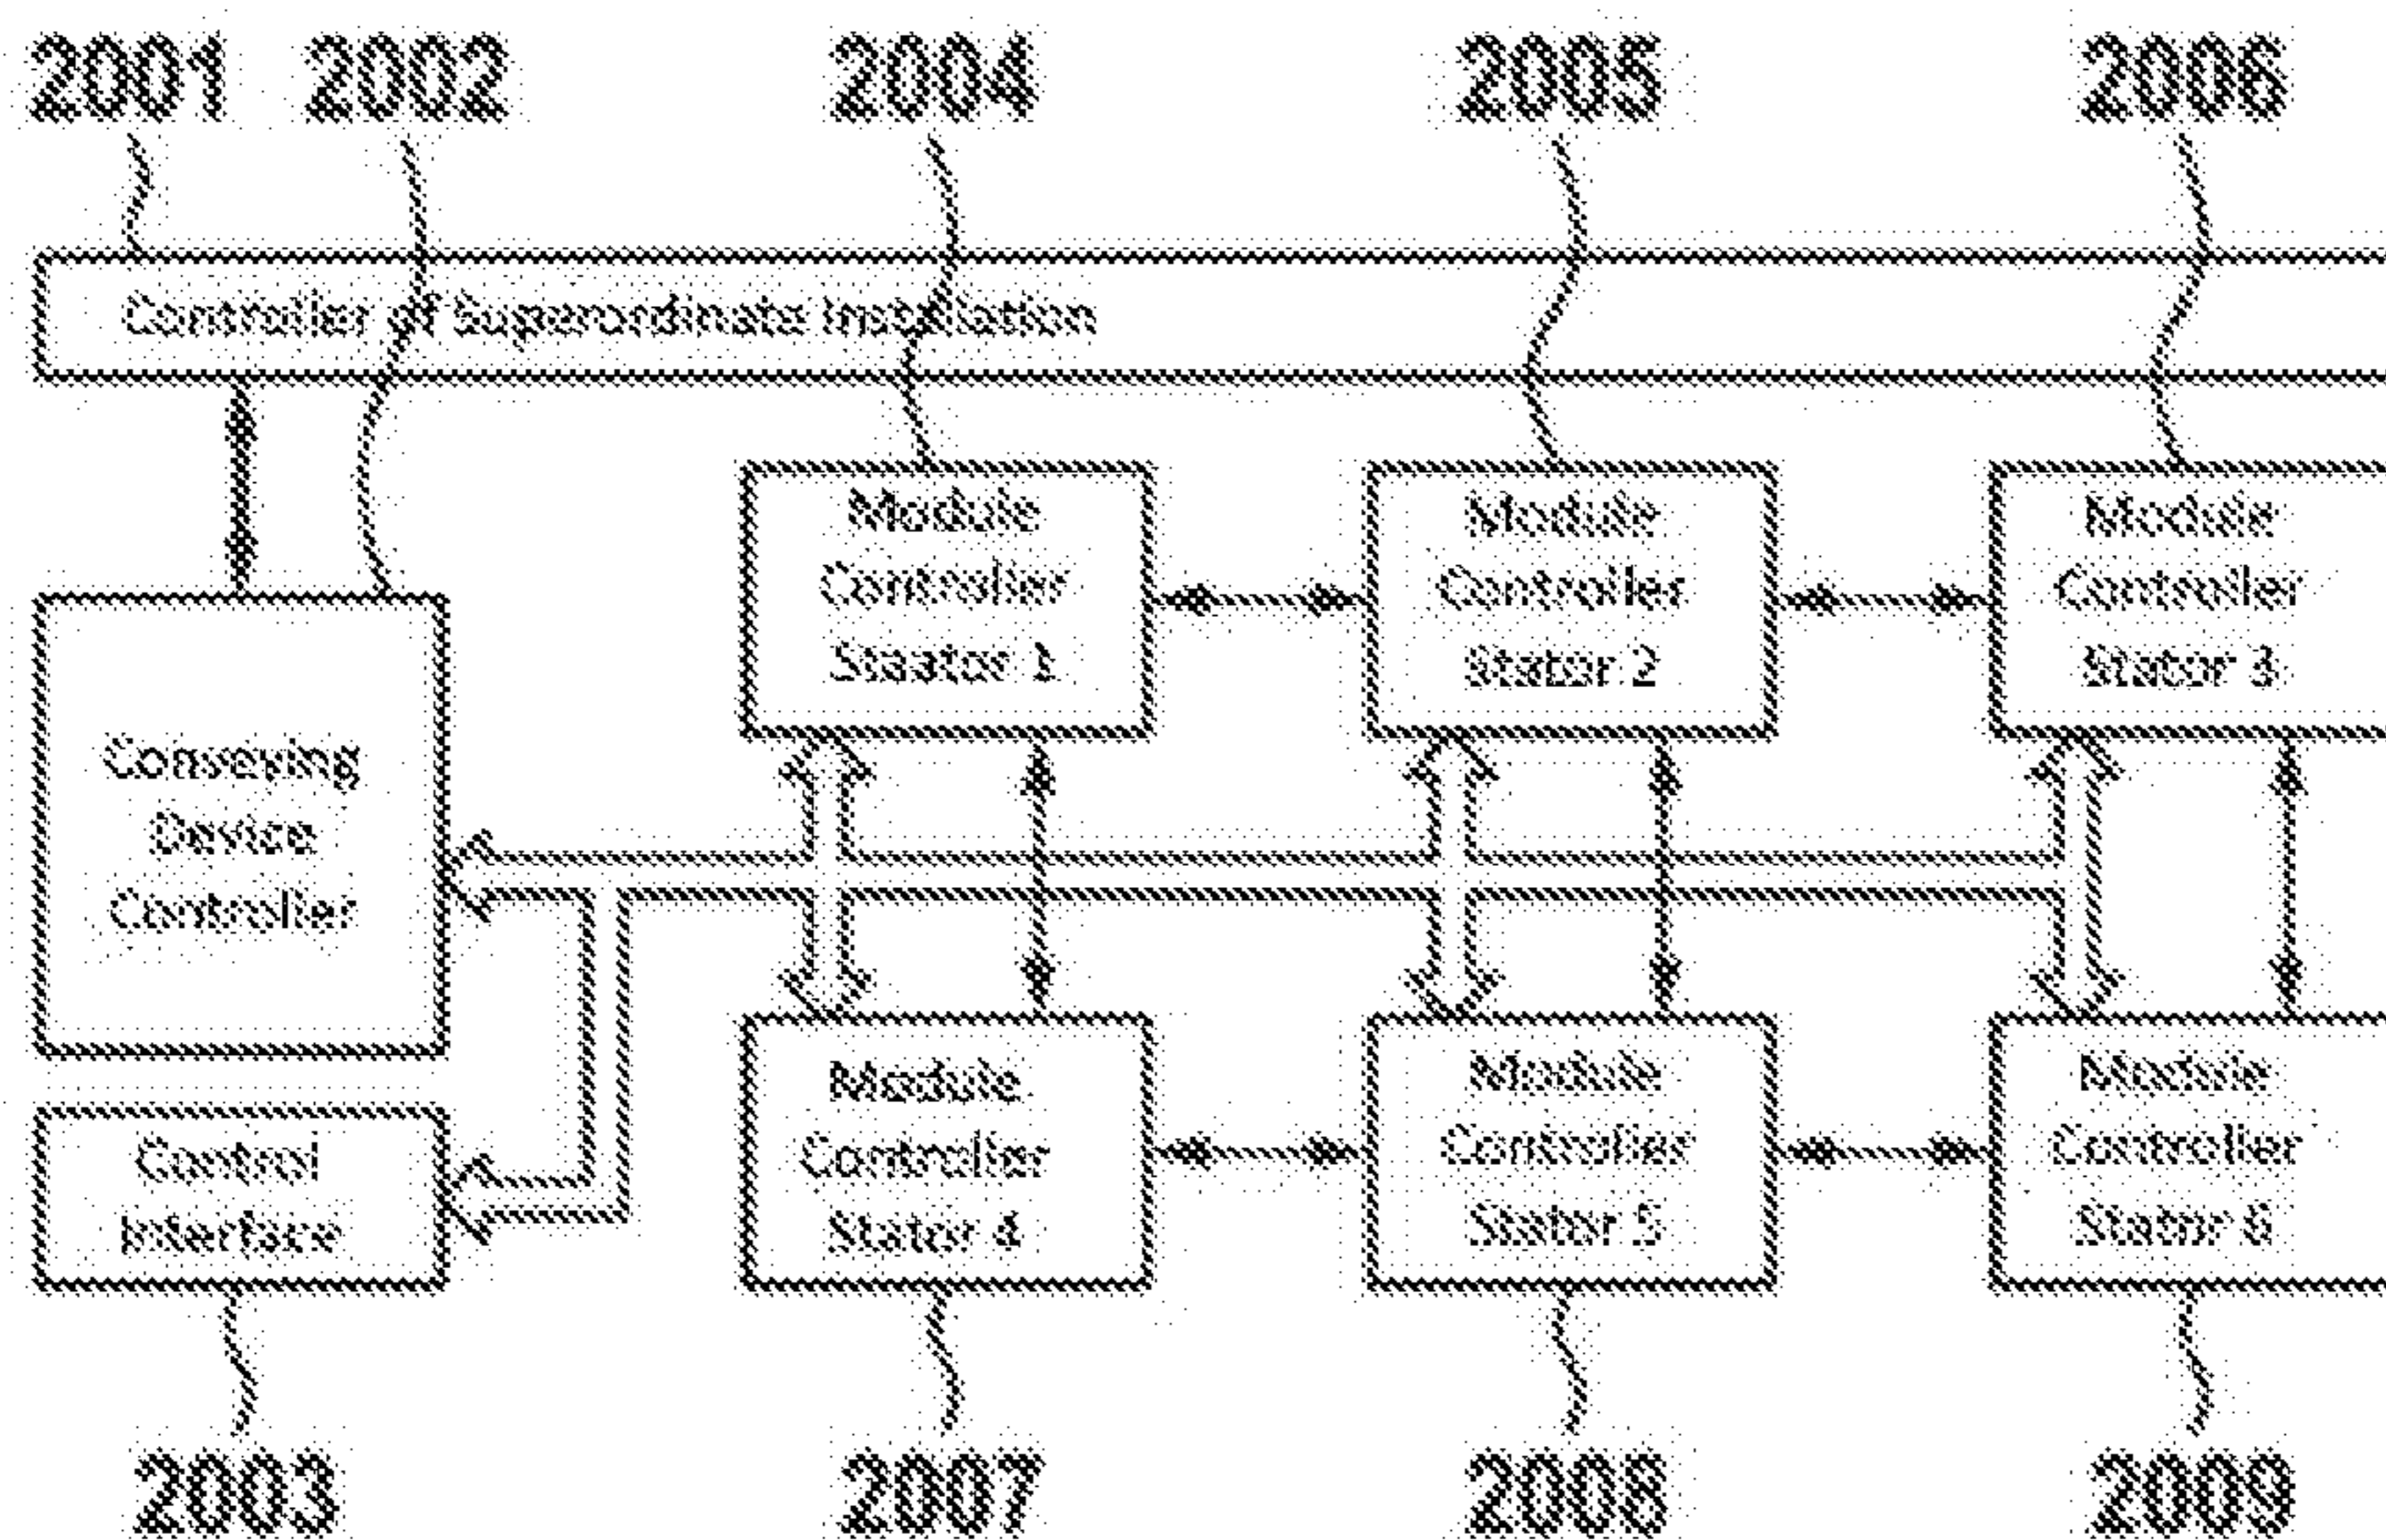 2001 2002 2004 2005 2006
Controller of Superordinate Installation
Module
Controller
Staator 1
Module
Controller
Stator 2
Module
Controller
Stator 3
Conveying
Device
Controller
Control
Interface
Module
Controller
Stator 4
Module
Controller
Stator 5
Module
Controller
Stator 6
2003 2007 2008 2009